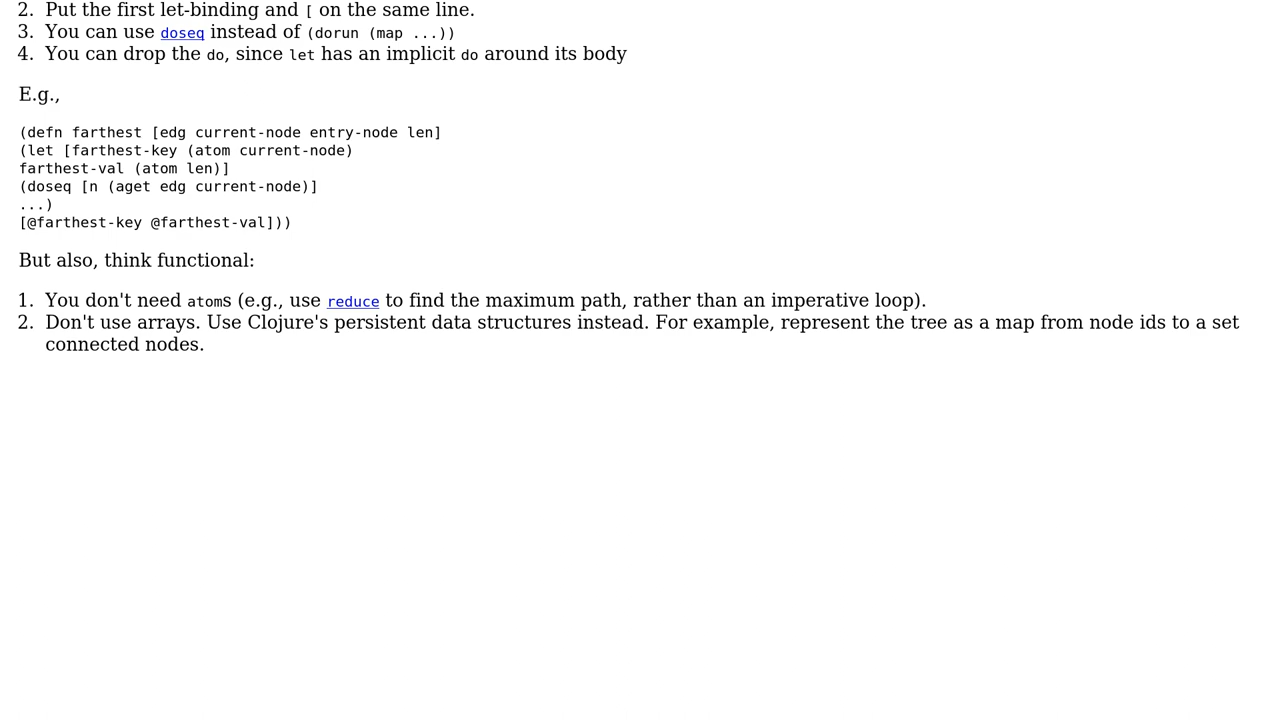 2. Put the first let-binding and [ on the same line.
3. You can use doseq instead of (dorun (map ...))
4. You can drop the do, since let has an implicit do around its body
E.g.,
(defn farthest [edg current-node entry-node len]
(let [farthest-key (atom current-node)
farthest-val (atom len)]
(doseq [n (aget edg current-node)]
...)
[@farthest-key @farthest-val]))
But also, think functional:
1. You don't need atoms (e.g., use reduce to find the maximum path, rather than an imperative loop).
2. Don't use arrays. Use Clojure's persistent data structures instead. For example, represent the tree as a map from node ids to a set
connected nodes.